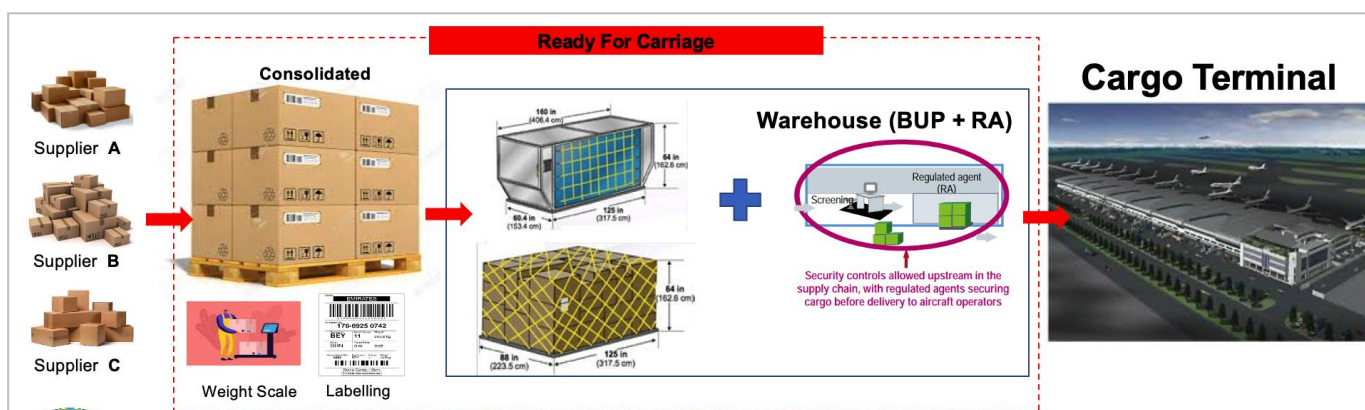 Ready For Carriage
Consolidated
Cargo Terminal
Supplier A
Supplier B
Supplier C
Weight Scale
EMIRATES
176-6925 0742
BEY
11
Labelling
160 in
(406.4 cm)
64 in
(162.6 cm)
60.4 in
(153.4 cm)
125 in
(317.5 cm)
64 in
(162.6 cm)
88 in
(223.5 cm)
125 in
(317.5 cm)
Warehouse (BUP + RA)
Regulated agent
(RA)
Screening
Security controls allowed upstream in the
supply chain, with regulated agents securing
cargo before delivery to aircraft operators